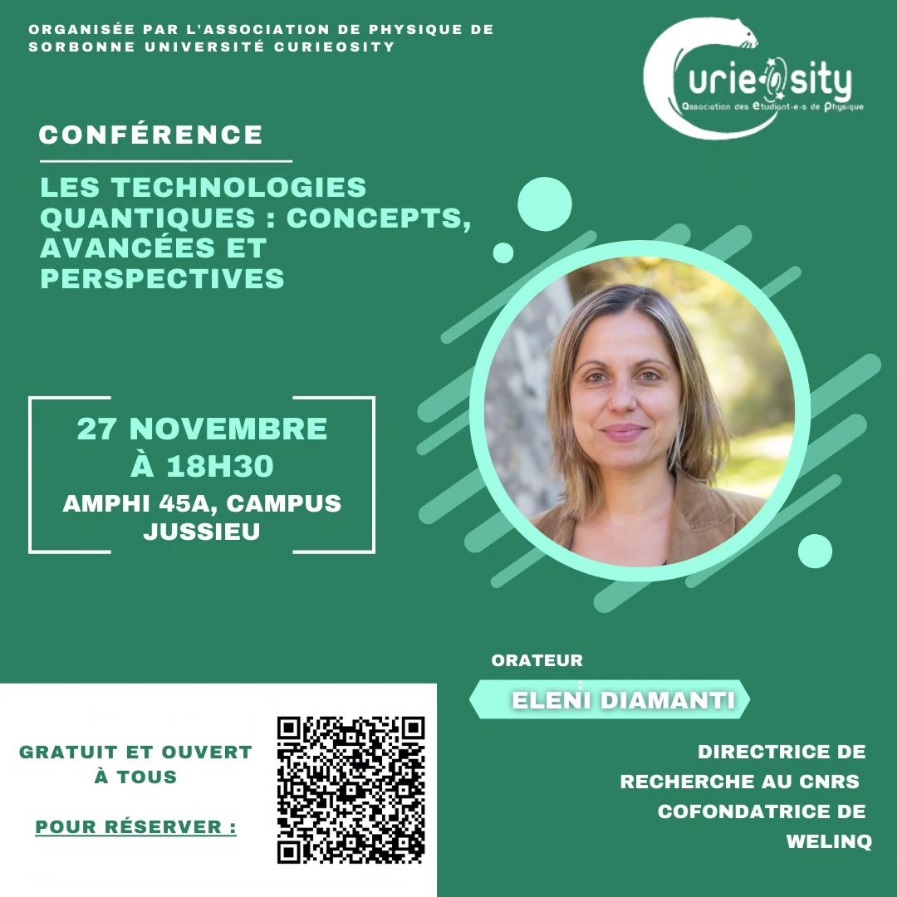 ORGANISÉE PAR L'ASSOCIATION DE PHYSIQUE DE
SORBONNE UNIVERSITÉ CURIEOSITY
Curieosity
Association des Etudiant-e-s de Physique
CONFÉRENCE
LES TECHNOLOGIES
QUANTIQUES : CONCEPTS,
AVANCÉES ET
PERSPECTIVES
27 NOVEMBRE
À 18H30
AMPHI 45A, CAMPUS
JUSSIEU
ORATEUR
ELENI DIAMANTI
DIRECTRICE DE
RECHERCHE AU CNRS
COFONDATRICE DE
WELINQ
GRATUIT ET OUVERT
À TOUS
POUR RÉSERVER :